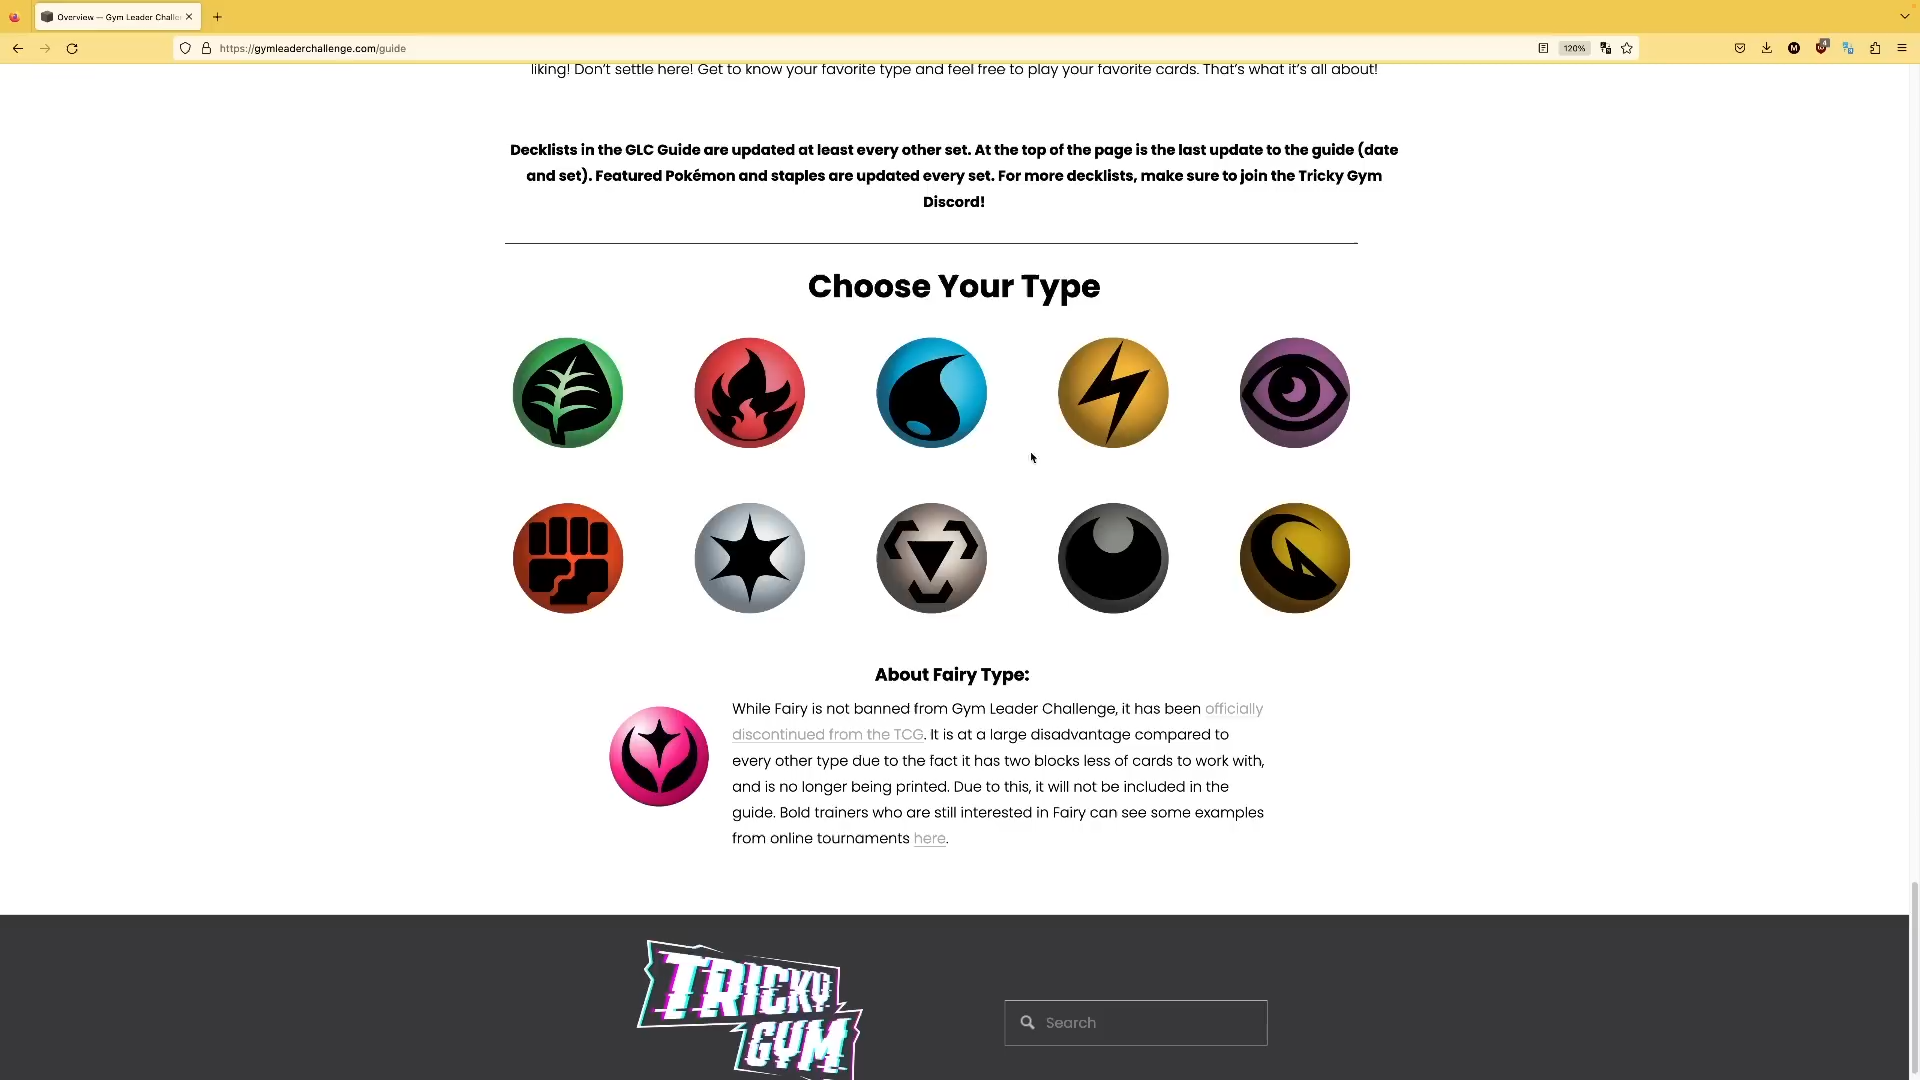 Overview — Gym Leader Challe
https://gymleaderchallenge.com/guide
120%
M
4
liking! Don't settle here! Get to know your favorite type and feel free to play your favorite cards. That's what it's all about!
Decklists in the GLC Guide are updated at least every other set. At the top of the page is the last update to the guide (date
and set). Featured Pokémon and staples are updated every set. For more decklists, make sure to join the Tricky Gym
Discord!
Choose Your Type
About Fairy Type:
While Fairy is not banned from Gym Leader Challenge, it has been officially
discontinued from the TCG. It is at a large disadvantage compared to
every other type due to the fact it has two blocks less of cards to work with,
and is no longer being printed. Due to this, it will not be included in the
guide. Bold trainers who are still interested in Fairy can see some examples
from online tournaments here.
TRICKY
GYM
Search